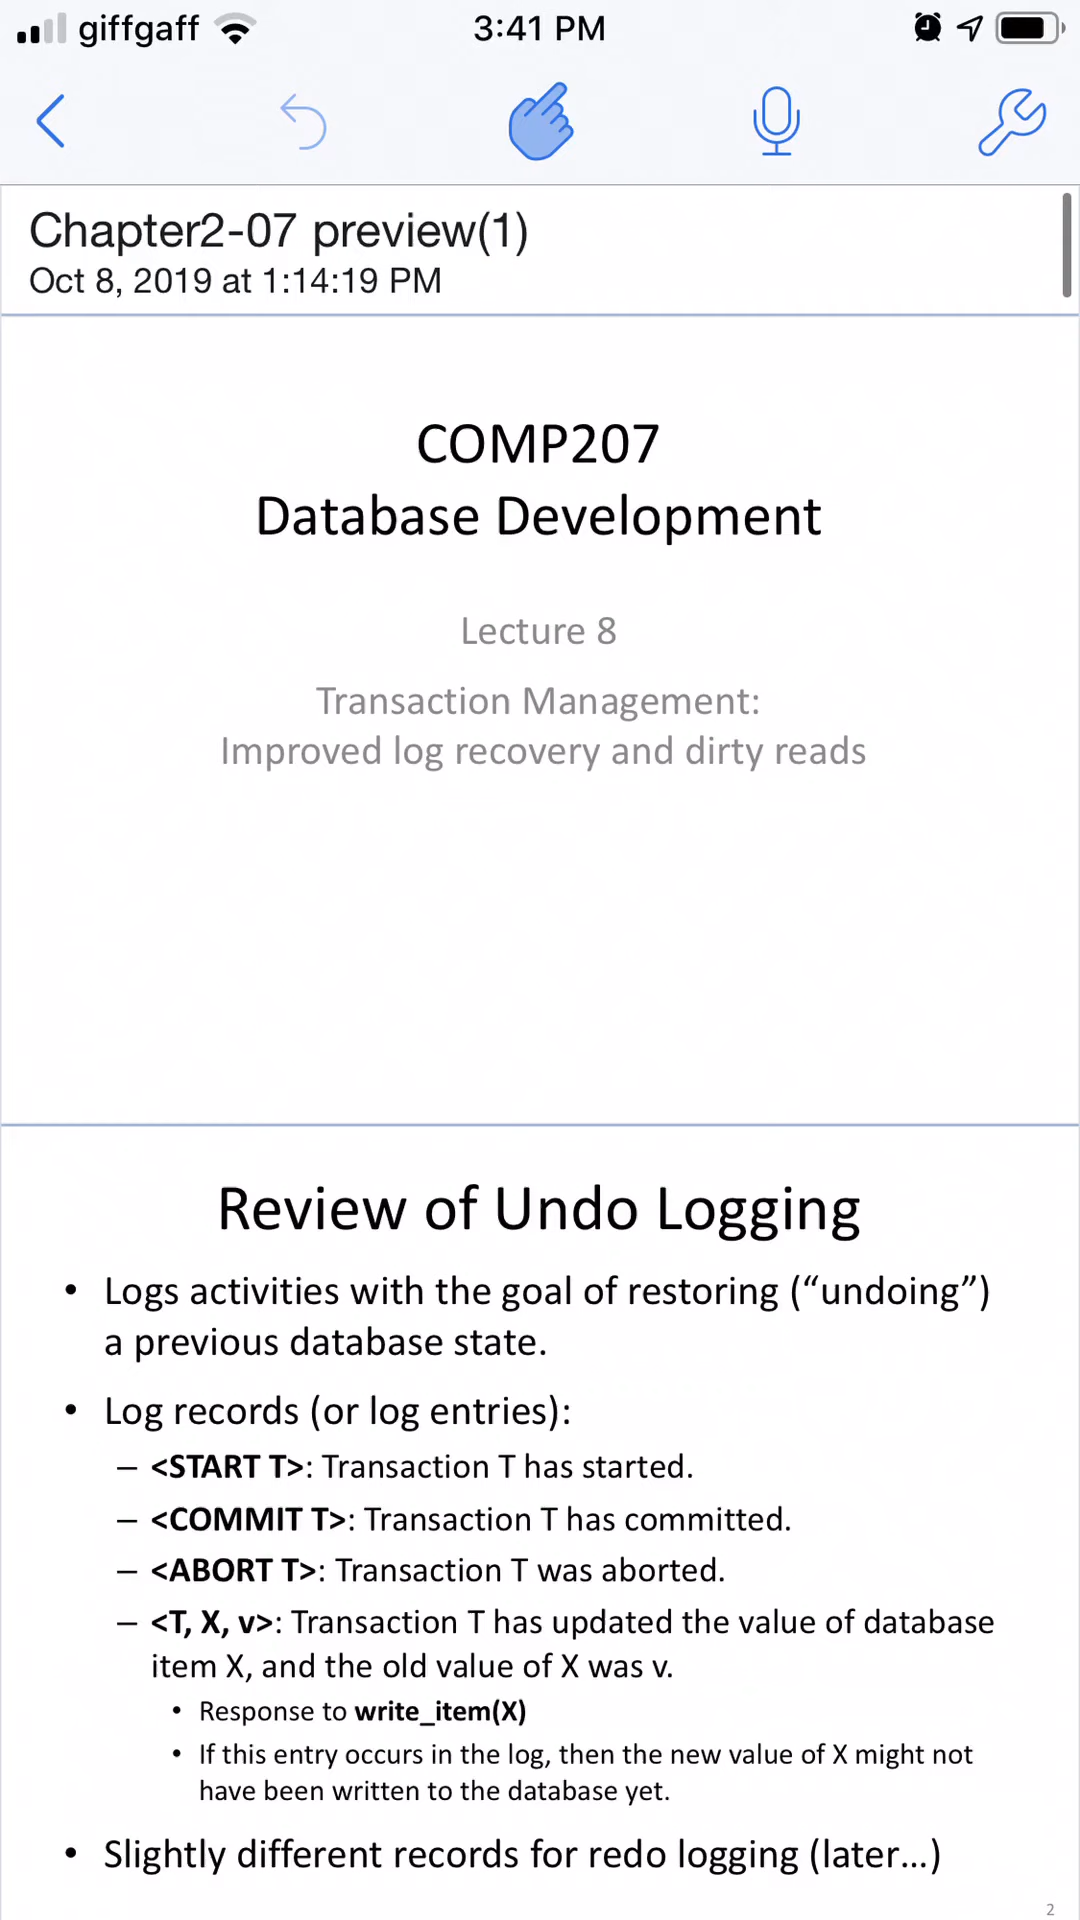 giffgaff 3:41 PM
Chapter2-07 preview(1)
Oct 8, 2019 at 1:14:19 PM
COMP207
Database Development
Lecture 8
Transaction Management:
Improved log recovery and dirty reads
Review of Undo Logging
• Logs activities with the goal of restoring (“undoing”)
a previous database state.
• Log records (or log entries):
– <START T>: Transaction T has started.
– <COMMIT T>: Transaction T has committed.
– <ABORT T>: Transaction T was aborted.
– <T, X, v>: Transaction T has updated the value of database
item X, and the old value of X was v.
• Response to write_item(X)
• If this entry occurs in the log, then the new value of X might not
have been written to the database yet.
• Slightly different records for redo logging (later…)
2